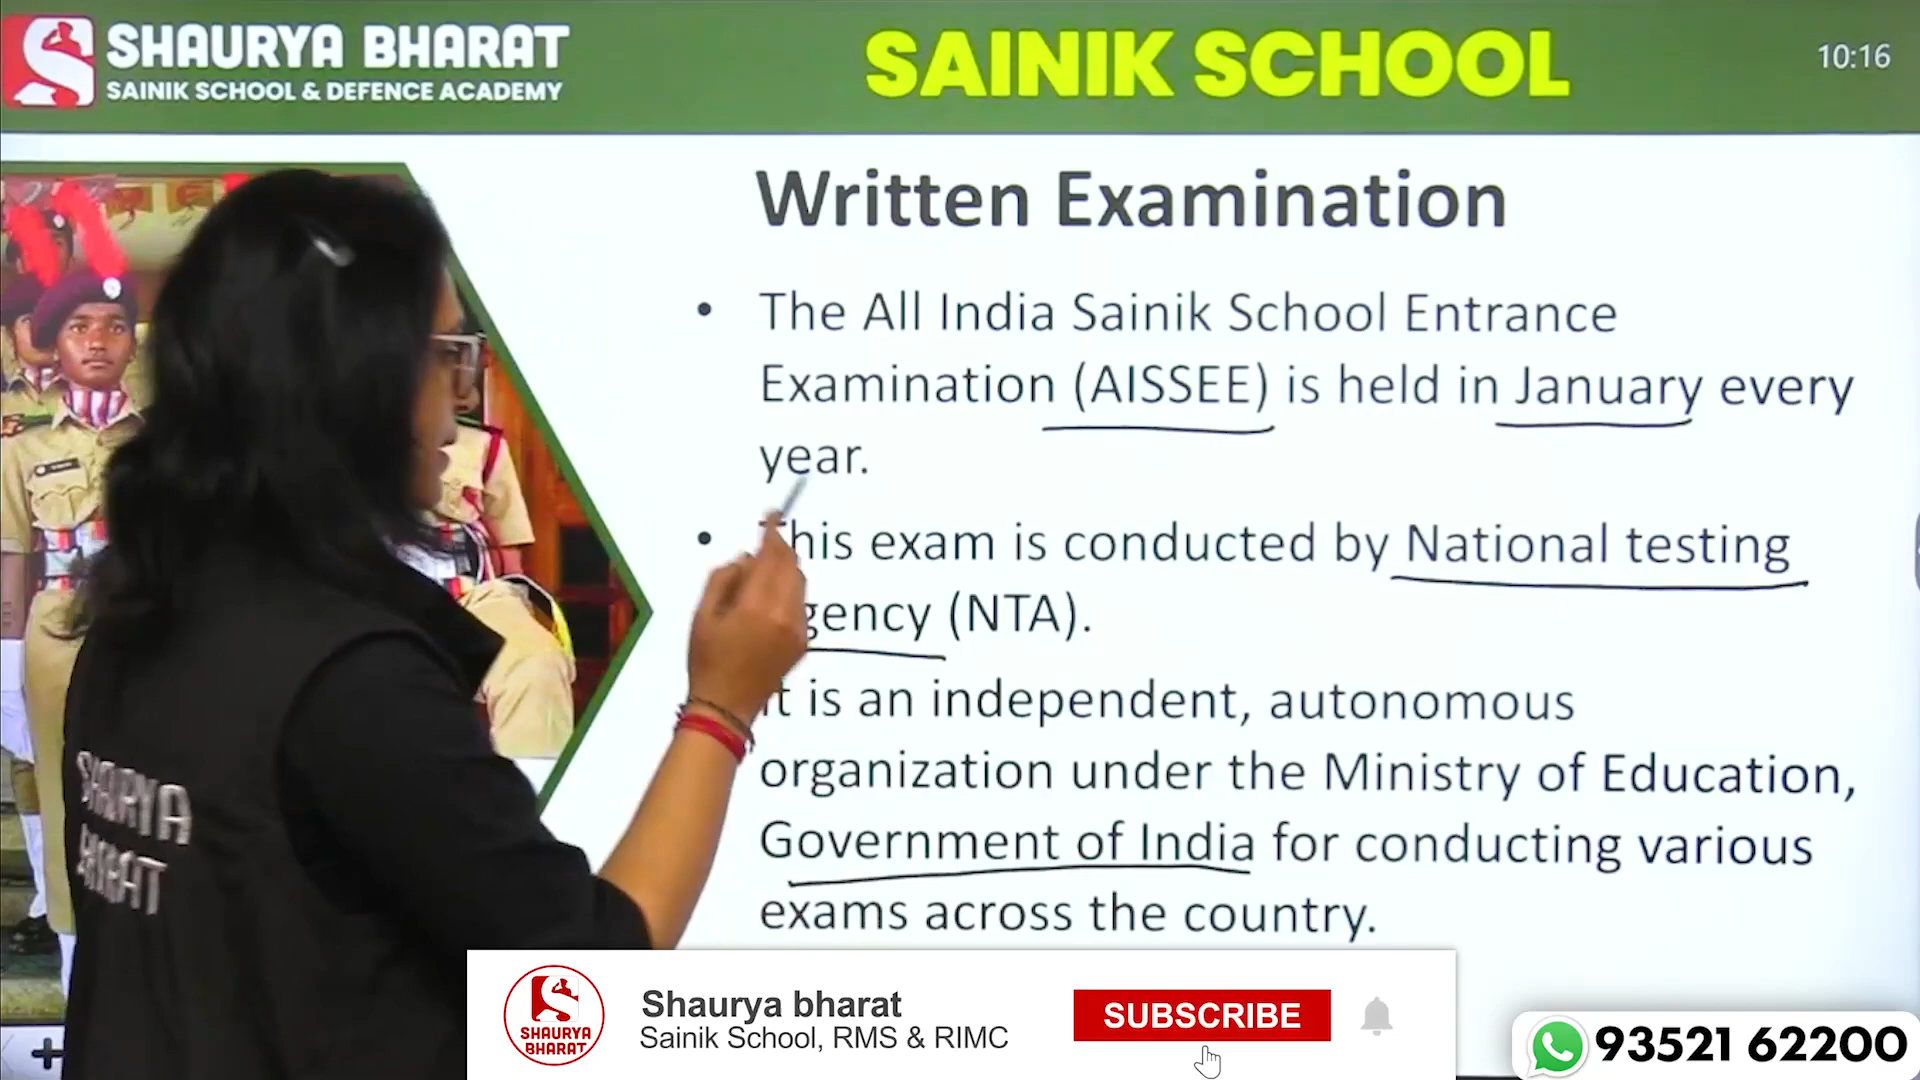 SHAURYA BHARAT
SAINIK SCHOOL & DEFENCE ACADEMY
SAINIK SCHOOL
10:16
Written Examination
• The All India Sainik School Entrance
Examination (AISSEE) is held in January every
year.
• This exam is conducted by National testing
gency (NTA).
It is an independent, autonomous
organization under the Ministry of Education,
Government of India for conducting various
exams across the country.
SHAURYA
BHARAT
SHAURYA
BHARAT
Shaurya bharat
Sainik School, RMS & RIMC
SUBSCRIBE
93521 62200